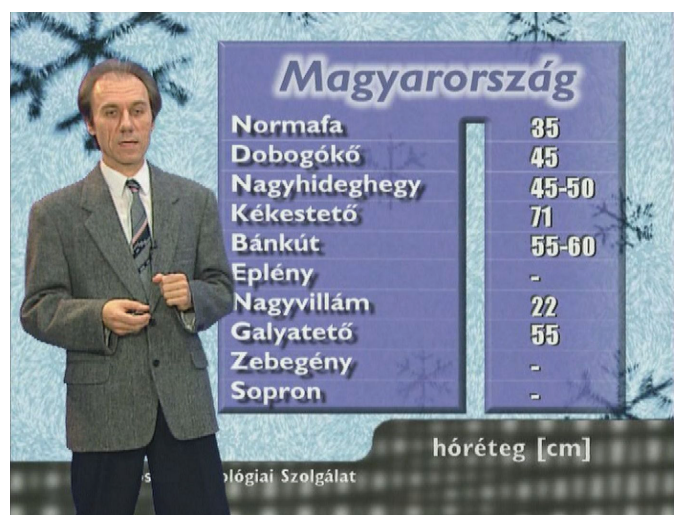 Magyarország
Normafa 35
Dobogókő 45
Nagyhideghegy 45-50
Kékestető 71
Bánkút 55-60
Eplény -
Nagyvillám 22
Galyatető 55
Zebegény -
Sopron -
hóréteg [cm]
Szolgálat